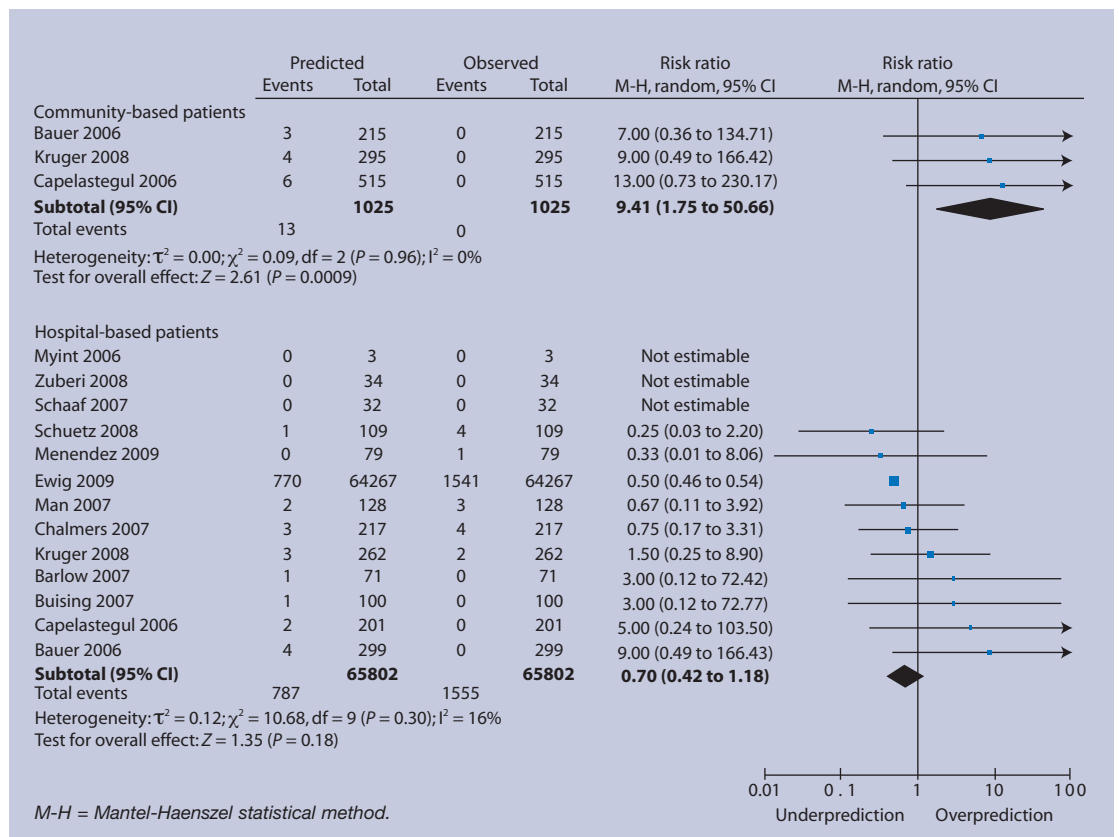 Predicted Observed Risk ratio Risk ratio
Events Total Events Total M-H, random, 95% CI M-H, random, 95% CI
Community-based patients
Bauer 2006 3 215 0 215 7.00 (0.36 to 134.71)
Kruger 2008 4 295 0 295 9.00 (0.49 to 166.42)
Capelastegul 2006 6 515 0 515 13.00 (0.73 to 230.17)
Subtotal (95% CI) 1025 1025 9.41 (1.75 to 50.66)
Total events 13 0
Heterogeneity: τ² = 0.00; χ² = 0.09, df = 2 (P = 0.96); I² = 0%
Test for overall effect: Z = 2.61 (P = 0.0009)
Hospital-based patients
Myint 2006 0 3 0 3 Not estimable
Zuberi 2008 0 34 0 34 Not estimable
Schaaf 2007 0 32 0 32 Not estimable
Schuetz 2008 1 109 4 109 0.25 (0.03 to 2.20)
Menendez 2009 0 79 1 79 0.33 (0.01 to 8.06)
Ewig 2009 770 64267 1541 64267 0.50 (0.46 to 0.54)
Man 2007 2 128 3 128 0.67 (0.11 to 3.92)
Chalmers 2007 3 217 4 217 0.75 (0.17 to 3.31)
Kruger 2008 3 262 2 262 1.50 (0.25 to 8.90)
Barlow 2007 1 71 0 71 3.00 (0.12 to 72.42)
Buising 2007 1 100 0 100 3.00 (0.12 to 72.77)
Capelastegul 2006 2 201 0 201 5.00 (0.24 to 103.50)
Bauer 2006 4 299 0 299 9.00 (0.49 to 166.43)
Subtotal (95% CI) 65802 65802 0.70 (0.42 to 1.18)
Total events 787 1555
Heterogeneity: τ² = 0.12; χ² = 10.68, df = 9 (P = 0.30); I² = 16%
Test for overall effect: Z = 1.35 (P = 0.18)
0.01 0.1 1 10 100
Underprediction Overprediction
M-H = Mantel-Haenszel statistical method.